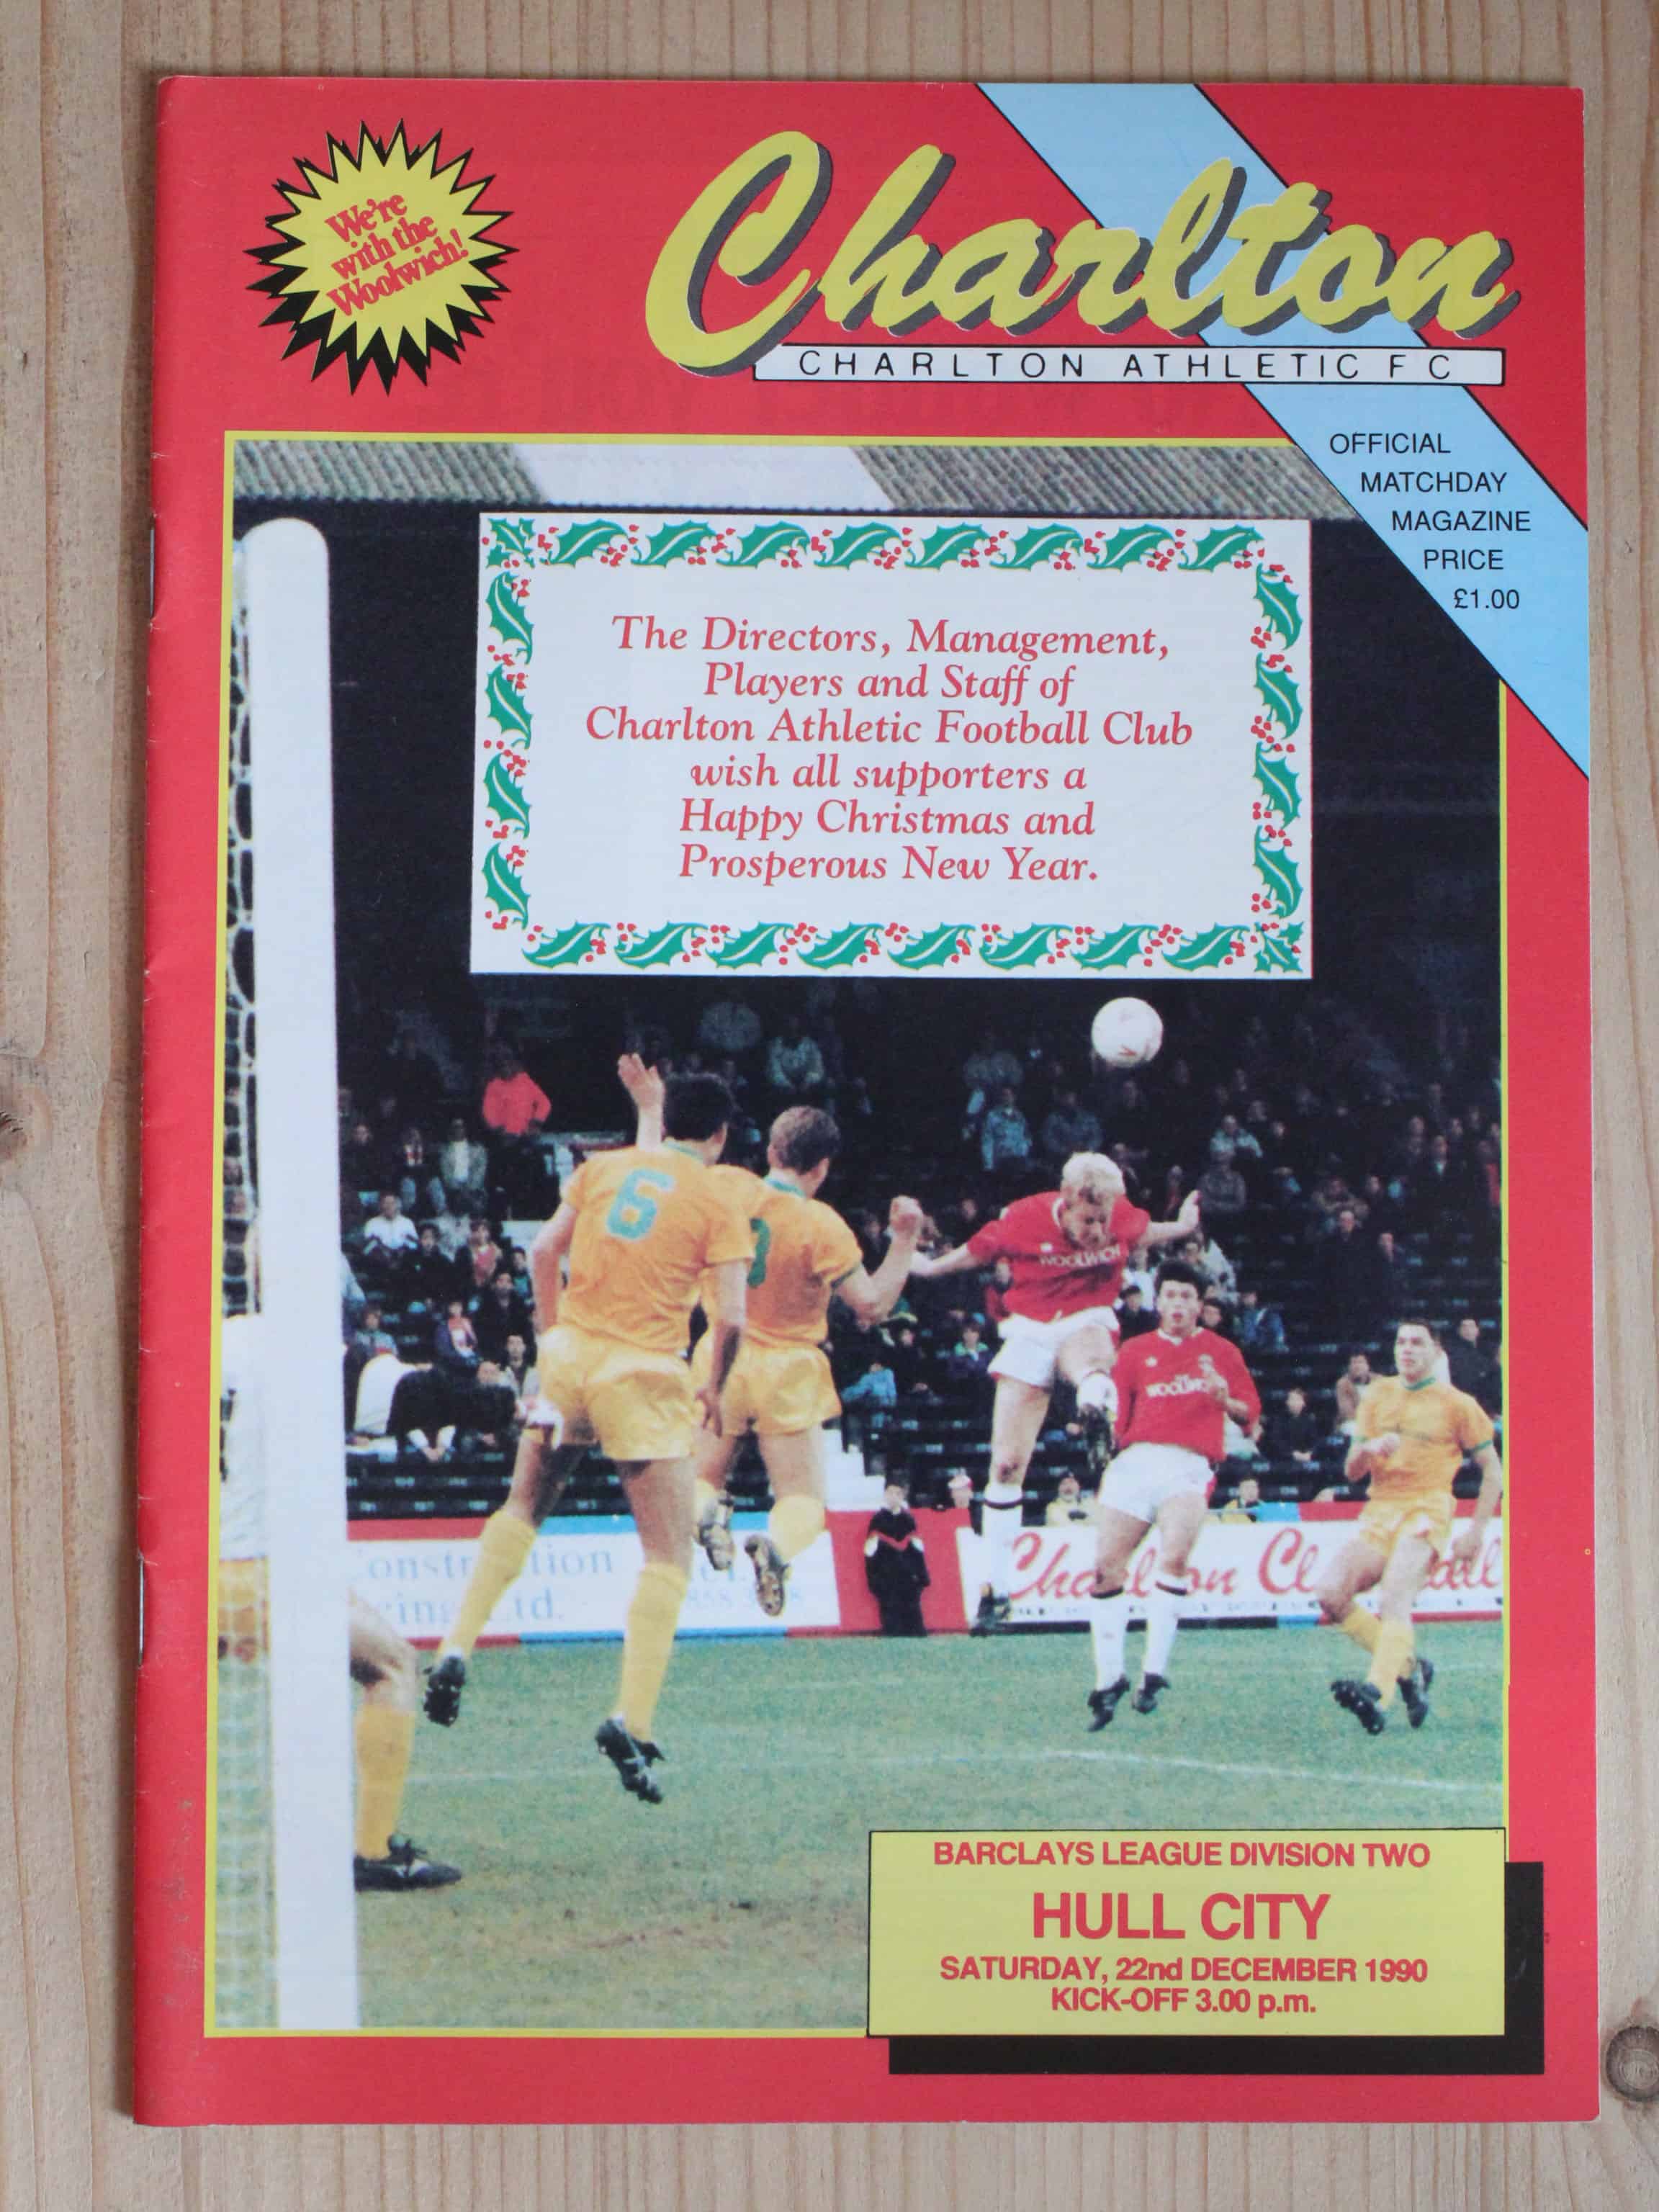 We're
with the
Woolwich!
Charlton
CHARLTON ATHLETIC FC
OFFICIAL
MATCHDAY
MAGAZINE
PRICE
£1.00
The Directors, Management,
Players and Staff of
Charlton Athletic Football Club
wish all supporters a
Happy Christmas and
Prosperous New Year.
6
WOOLWICH
WOOLWICH
Ltd.
BARCLAYS LEAGUE DIVISION TWO
HULL CITY
SATURDAY, 22nd DECEMBER 1990
KICK-OFF 3.00 p.m.